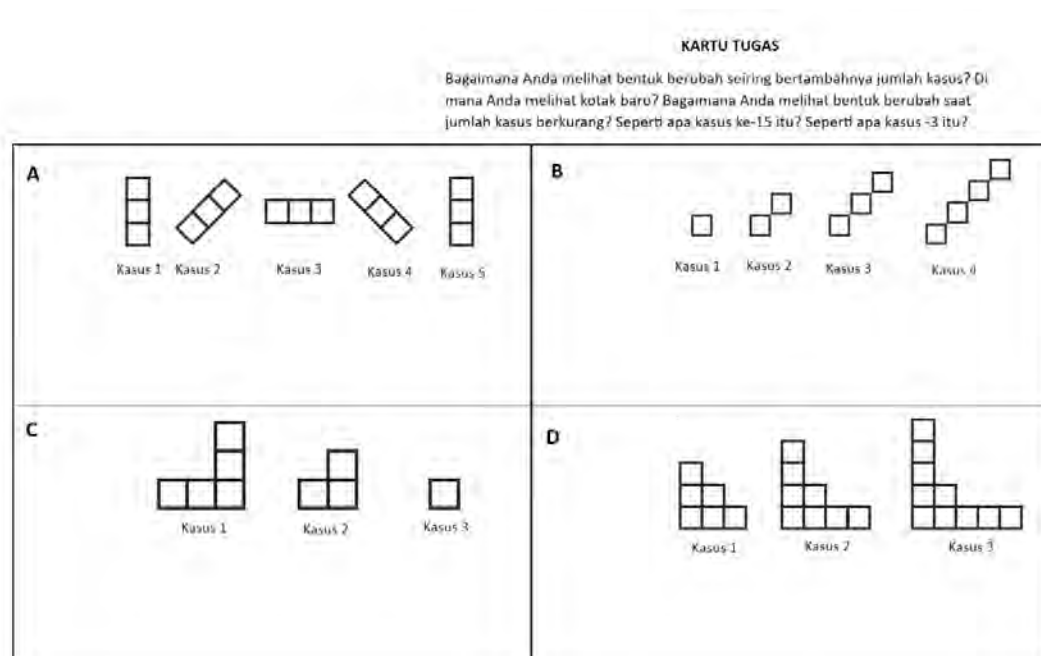 KARTU TUGAS
Bagaimana Anda melihat bentuk berubah seiring bertambahnya jumlah kasus? Di
mana Anda melihat kotak baru? Bagaimana Anda melihat bentuk berubah saat
jumlah kasus berkurang? Seperti apa kasus ke-15 itu? Seperti apa kasus -3 itu?
A
Kasus 1 Kasus 2 Kasus 3 Kasus 4 Kasus 5
B
Kasus 1 Kasus 2 Kasus 3 Kasus 4
C
Kasus 1 Kasus 2 Kasus 3
D
Kasus 1 Kasus 2 Kasus 3